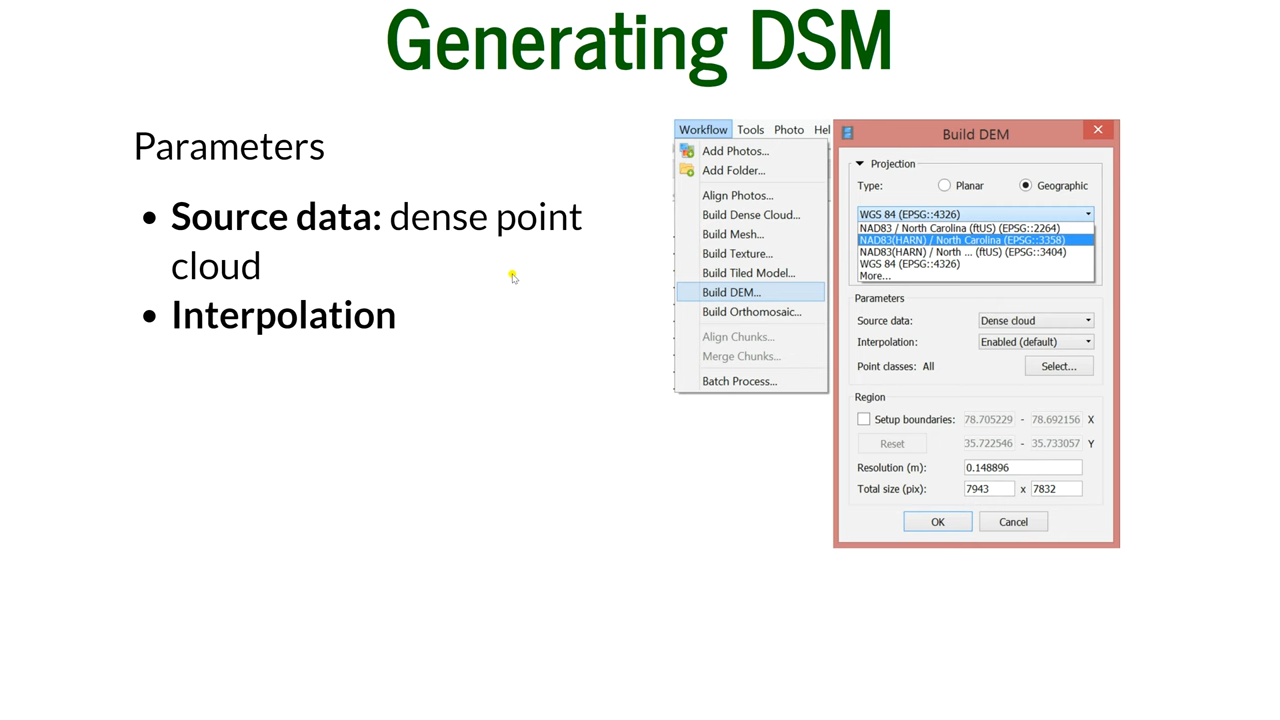 Generating DSM
Parameters
• Source data: dense point
cloud
• Interpolation
Workflow Tools Photo Hel
Add Photos...
Add Folder...
Align Photos...
Build Dense Cloud...
Build Mesh...
Build Texture...
Build Tiled Model...
Build DEM...
Build Orthomosaic...
Align Chunks...
Merge Chunks...
Batch Process...
Build DEM
Projection
Type: Planar Geographic
WGS 84 (EPSG::4326)
NAD83 / North Carolina (ftUS) (EPSG::2264)
NAD83(HARN) / North Carolina (EPSG::3358)
NAD83(HARN) / North ... (ftUS) (EPSG::3404)
WGS 84 (EPSG::4326)
More...
Parameters
Source data: Dense cloud
Interpolation: Enabled (default)
Point classes: All Select...
Region
Setup boundaries: 78.705229 - 78.692156 X
Reset 35.722546 - 35.733057 Y
Resolution (m): 0.148896
Total size (pix): 7943 x 7832
OK Cancel